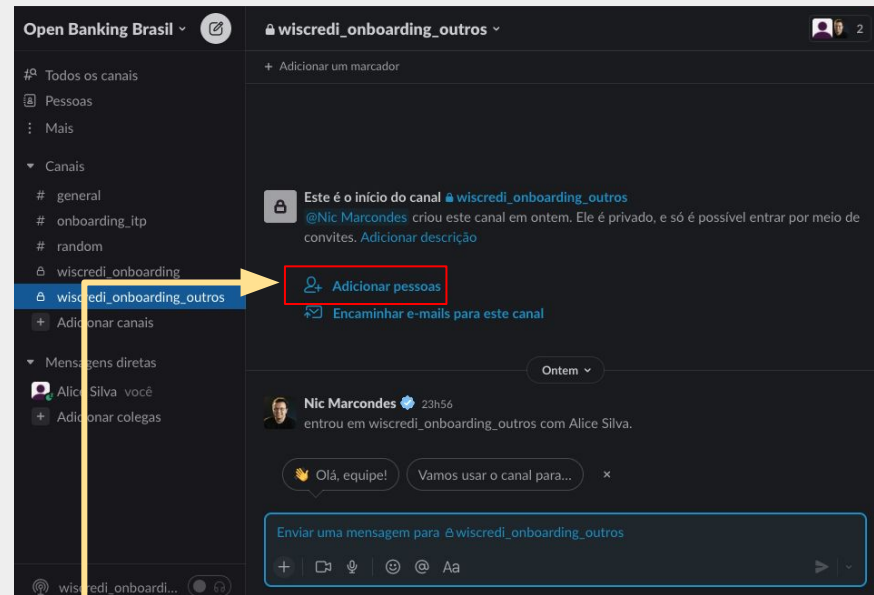 Open Banking Brasil
Todos os canais
Pessoas
Mais
Canais
# general
# onboarding_itp
# random
wiscredi_onboarding
wiscredi_onboarding_outros
+ Adicionar canais
Mensagens diretas
Alice Silva você
+ Adicionar colegas
wiscredi_onboardi...
wiscredi_onboarding_outros
2
+ Adicionar um marcador
Este é o início do canal wiscredi_onboarding_outros
@Nic Marcondes criou este canal em ontem. Ele é privado, e só é possível entrar por meio de
convites. Adicionar descrição
Adicionar pessoas
Encaminhar e-mails para este canal
Ontem
Nic Marcondes 23h56
entrou em wiscredi_onboarding_outros com Alice Silva.
Olá, equipe!
Vamos usar o canal para... ×
Enviar uma mensagem para wiscredi_onboarding_outros
+ @ Aa